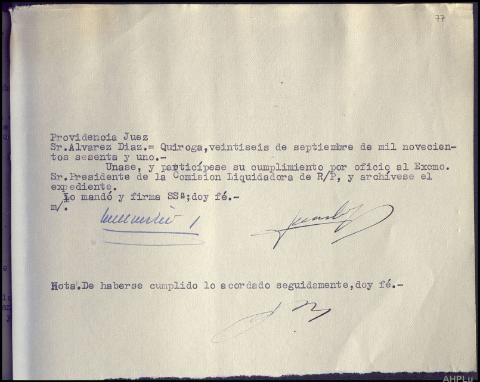 77
Providencia Juez
Sr.Alvarez Diaz.= Quiroga,veintiseis de septiembre de mil novecien-
tos sesenta y uno.-
Unase, y participese su cumplimiento por oficio al Exomo.
Sr.Presidente de la Comision Liquidadora de R/P, y archívese el
expediente.
Lo mandó y firma SSª;doy fé.-
m/.
Nota.De haberse cumplido lo acordado seguidamente,doy fé.-
AHPLu